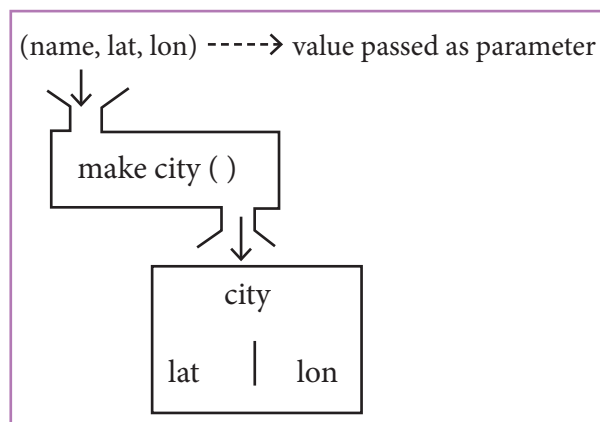 (name, lat, lon) value passed as parameter
make city ( )
city
lat lon